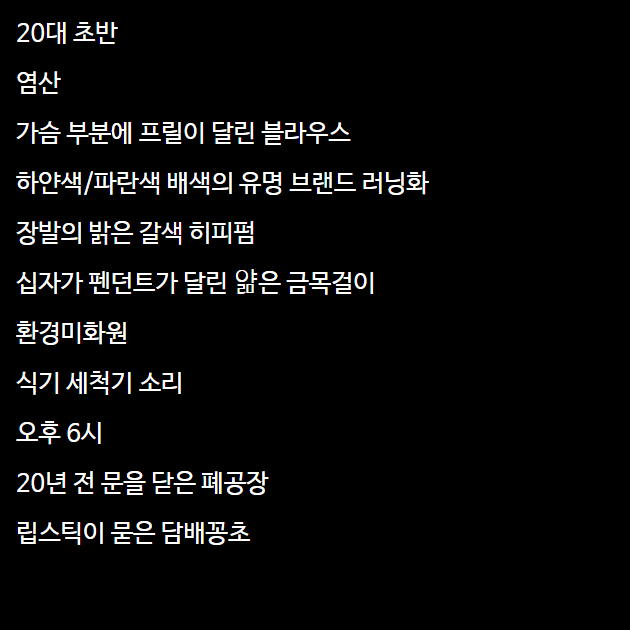 20대 초반
염산
가슴 부분에 프릴이 달린 블라우스
하얀색/파란색 배색의 유명 브랜드 러닝화
장발의 밝은 갈색 히피펌
십자가 펜던트가 달린 얇은 금목걸이
환경미화원
식기 세척기 소리
오후 6시
20년 전 문을 닫은 폐공장
립스틱이 묻은 담배꽁초